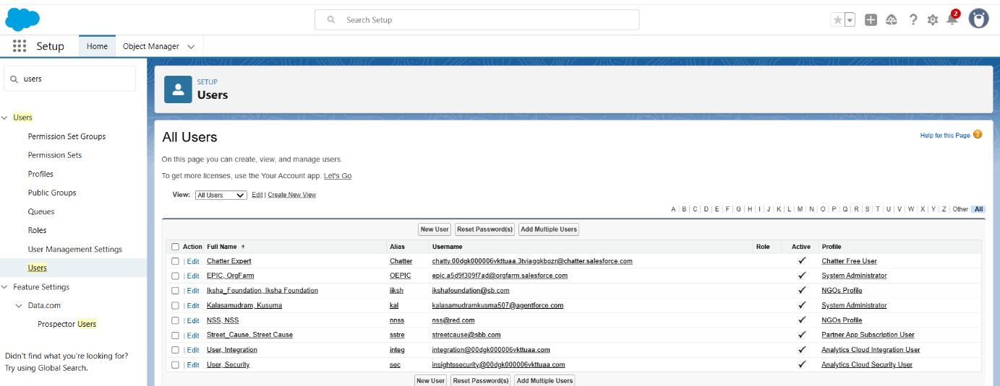 Search Setup
2
Setup
Home
Object Manager
users
Users
Permission Set Groups
Permission Sets
Profiles
Public Groups
Queues
Roles
User Management Settings
Users
Feature Settings
Data.com
Prospector Users
Didn't find what you're looking for?
Try using Global Search.
SETUP
Users
All Users
Help for this Page ?
On this page you can create, view, and manage users.
To get more licenses, use the Your Account app. Let's Go
View: All Users Edit | Create New View
A | B | C | D | E | F | G | H | I | J | K | L | M | N | O | P | Q | R | S | T | U | V | W | X | Y | Z | Other | All
New User Reset Password(s) Add Multiple Users
Action Full Name ↑ Alias Username Role Active Profile
| Edit Chatter Expert Chatter chatty.00dgk000006vkttuaa.3tviagqkbozr@chatter.salesforce.com ✓ Chatter Free User
| Edit EPIC, OrgFarm OEPIC epic.a5d9f309f7ad@orgfarm.salesforce.com ✓ System Administrator
| Edit Iksha_Foundation, Iksha Foundation iiksh ikshafoundation@sb.com ✓ NGOs Profile
| Edit Kalasamudram, Kusuma kal kalasamudramkusma507@agentforce.com ✓ System Administrator
| Edit NSS, NSS nnss nss@red.com ✓ NGOs Profile
| Edit Street_Cause, Street Cause sstre streetcause@sbb.com ✓ Partner App Subscription User
| Edit User, Integration integ integration@00dgk000006vkttuaa.com ✓ Analytics Cloud Integration User
| Edit User, Security sec insightssecurity@00dgk000006vkttuaa.com ✓ Analytics Cloud Security User
New User Reset Password(s) Add Multiple Users